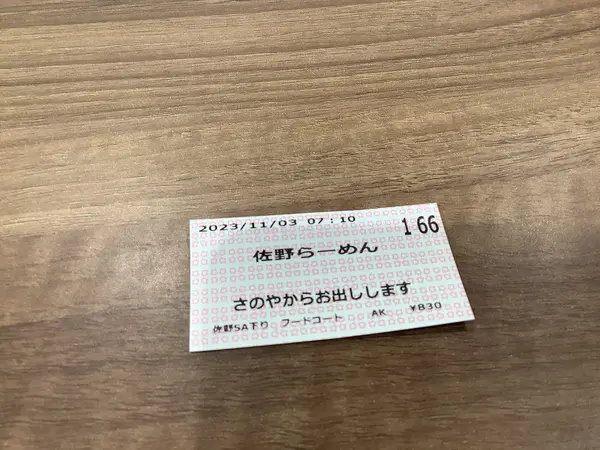 2023/11/03 07:10 166
佐野らーめん
さのやからお出しします
佐野SA下り フードコート AK ¥830